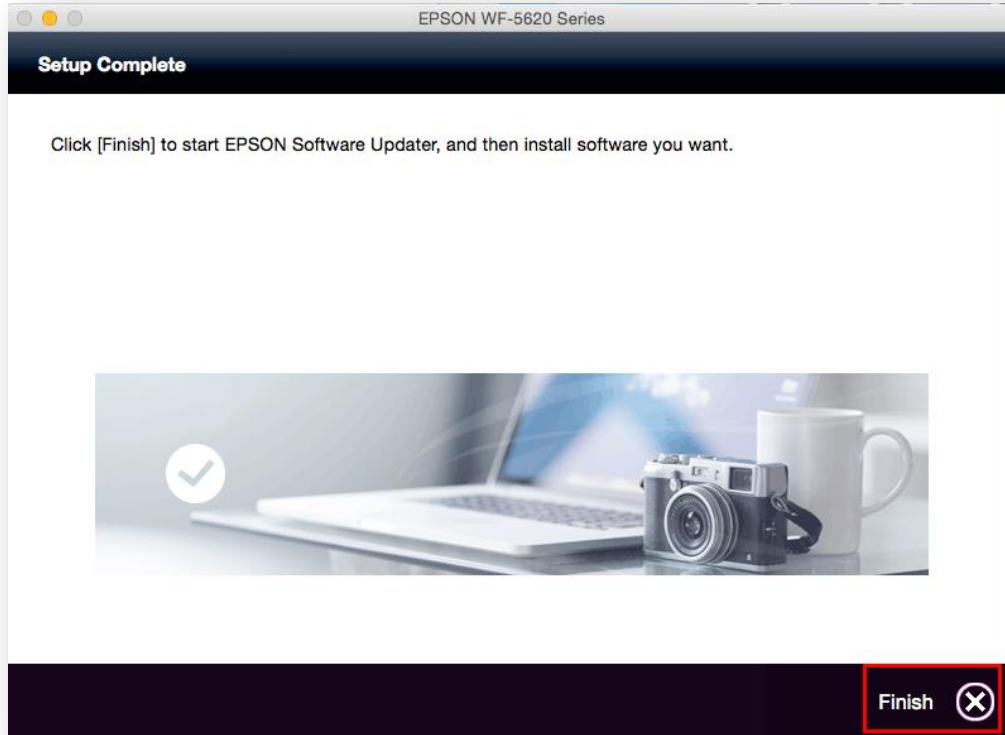 EPSON WF-5620 Series
Setup Complete
Click [Finish] to start EPSON Software Updater, and then install software you want.
Finish